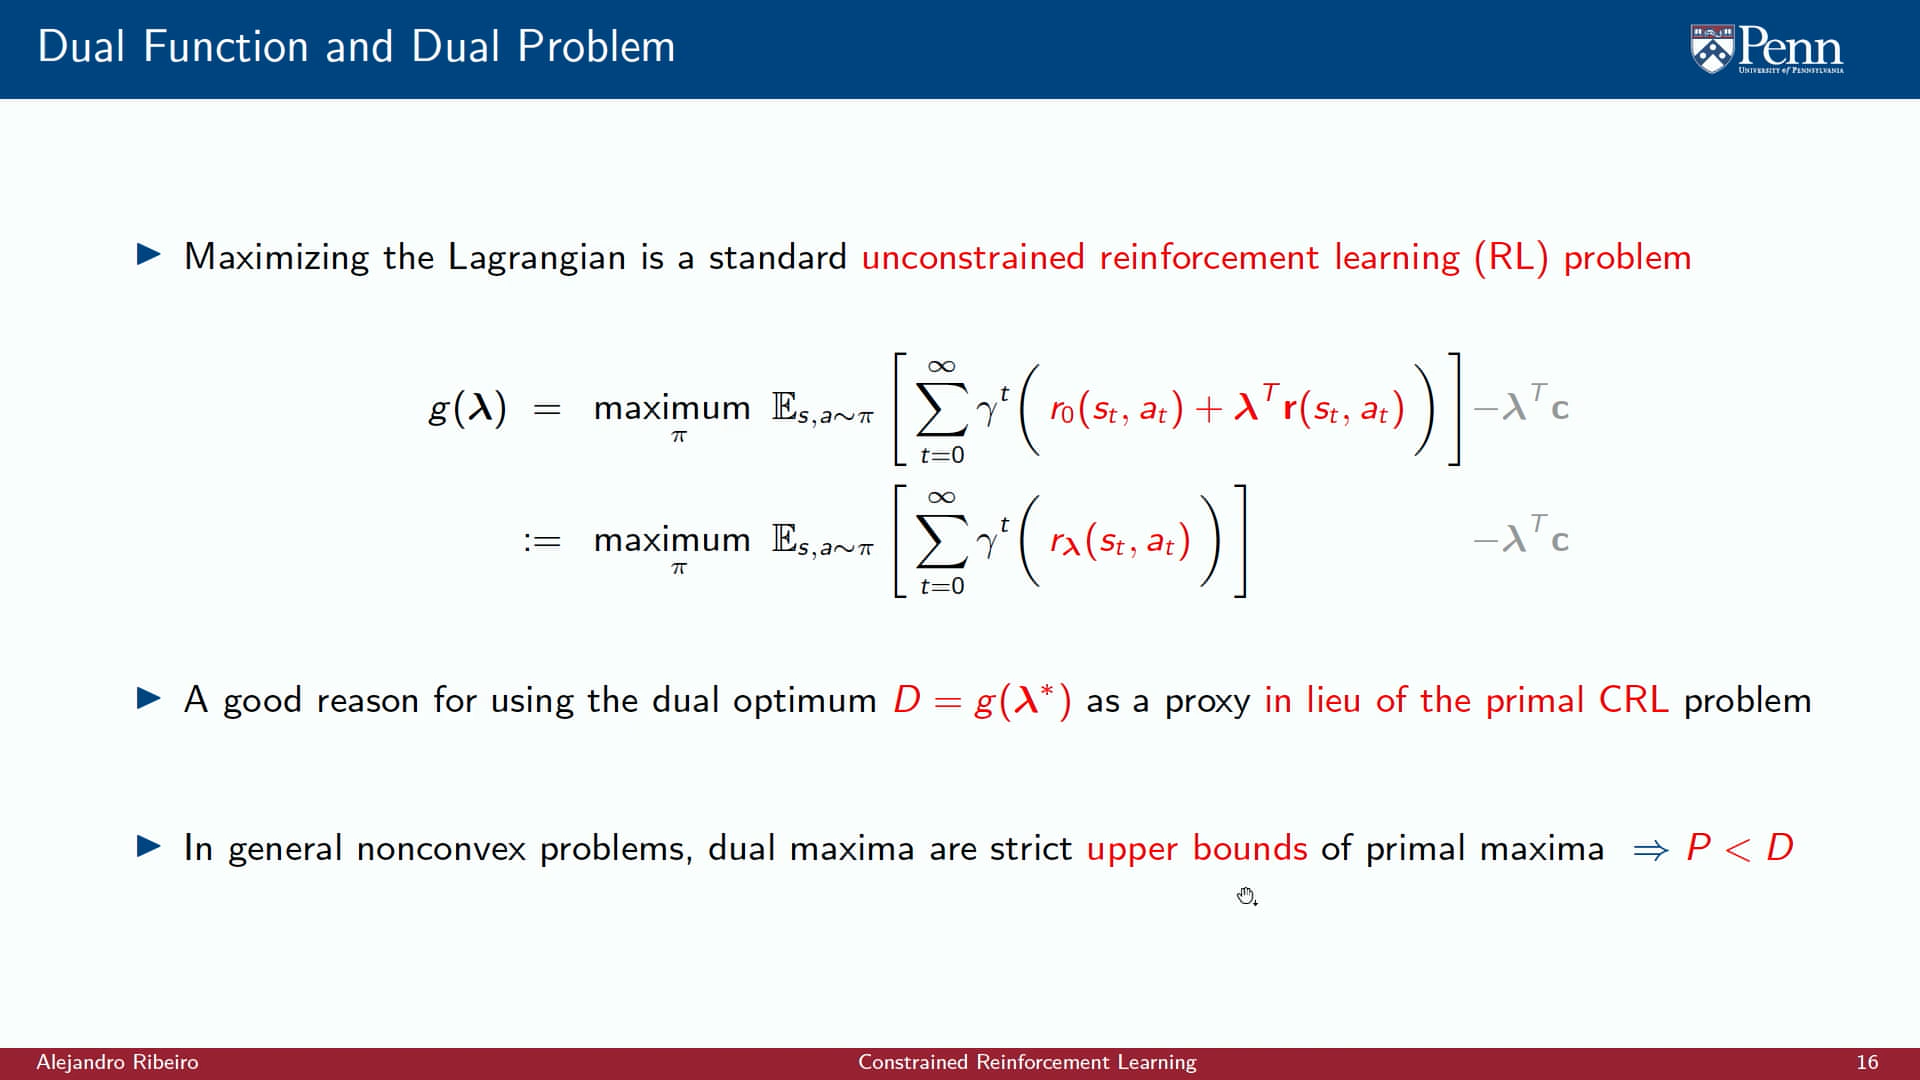 Dual Function and Dual Problem
Penn
UNIVERSITY of PENNSYLVANIA
▶ Maximizing the Lagrangian is a standard unconstrained reinforcement learning (RL) problem
g(λ) = maximum_π 𝔼_{s,a∼π} [ ∑_{t=0}^{∞} γ^t ( r_0(s_t, a_t) + λ^T r(s_t, a_t) ) ] −λ^T c
:= maximum_π 𝔼_{s,a∼π} [ ∑_{t=0}^{∞} γ^t ( r_λ(s_t, a_t) ) ] −λ^T c
▶ A good reason for using the dual optimum D = g(λ*) as a proxy in lieu of the primal CRL problem
▶ In general nonconvex problems, dual maxima are strict upper bounds of primal maxima ⇒ P < D
Alejandro Ribeiro
Constrained Reinforcement Learning
16